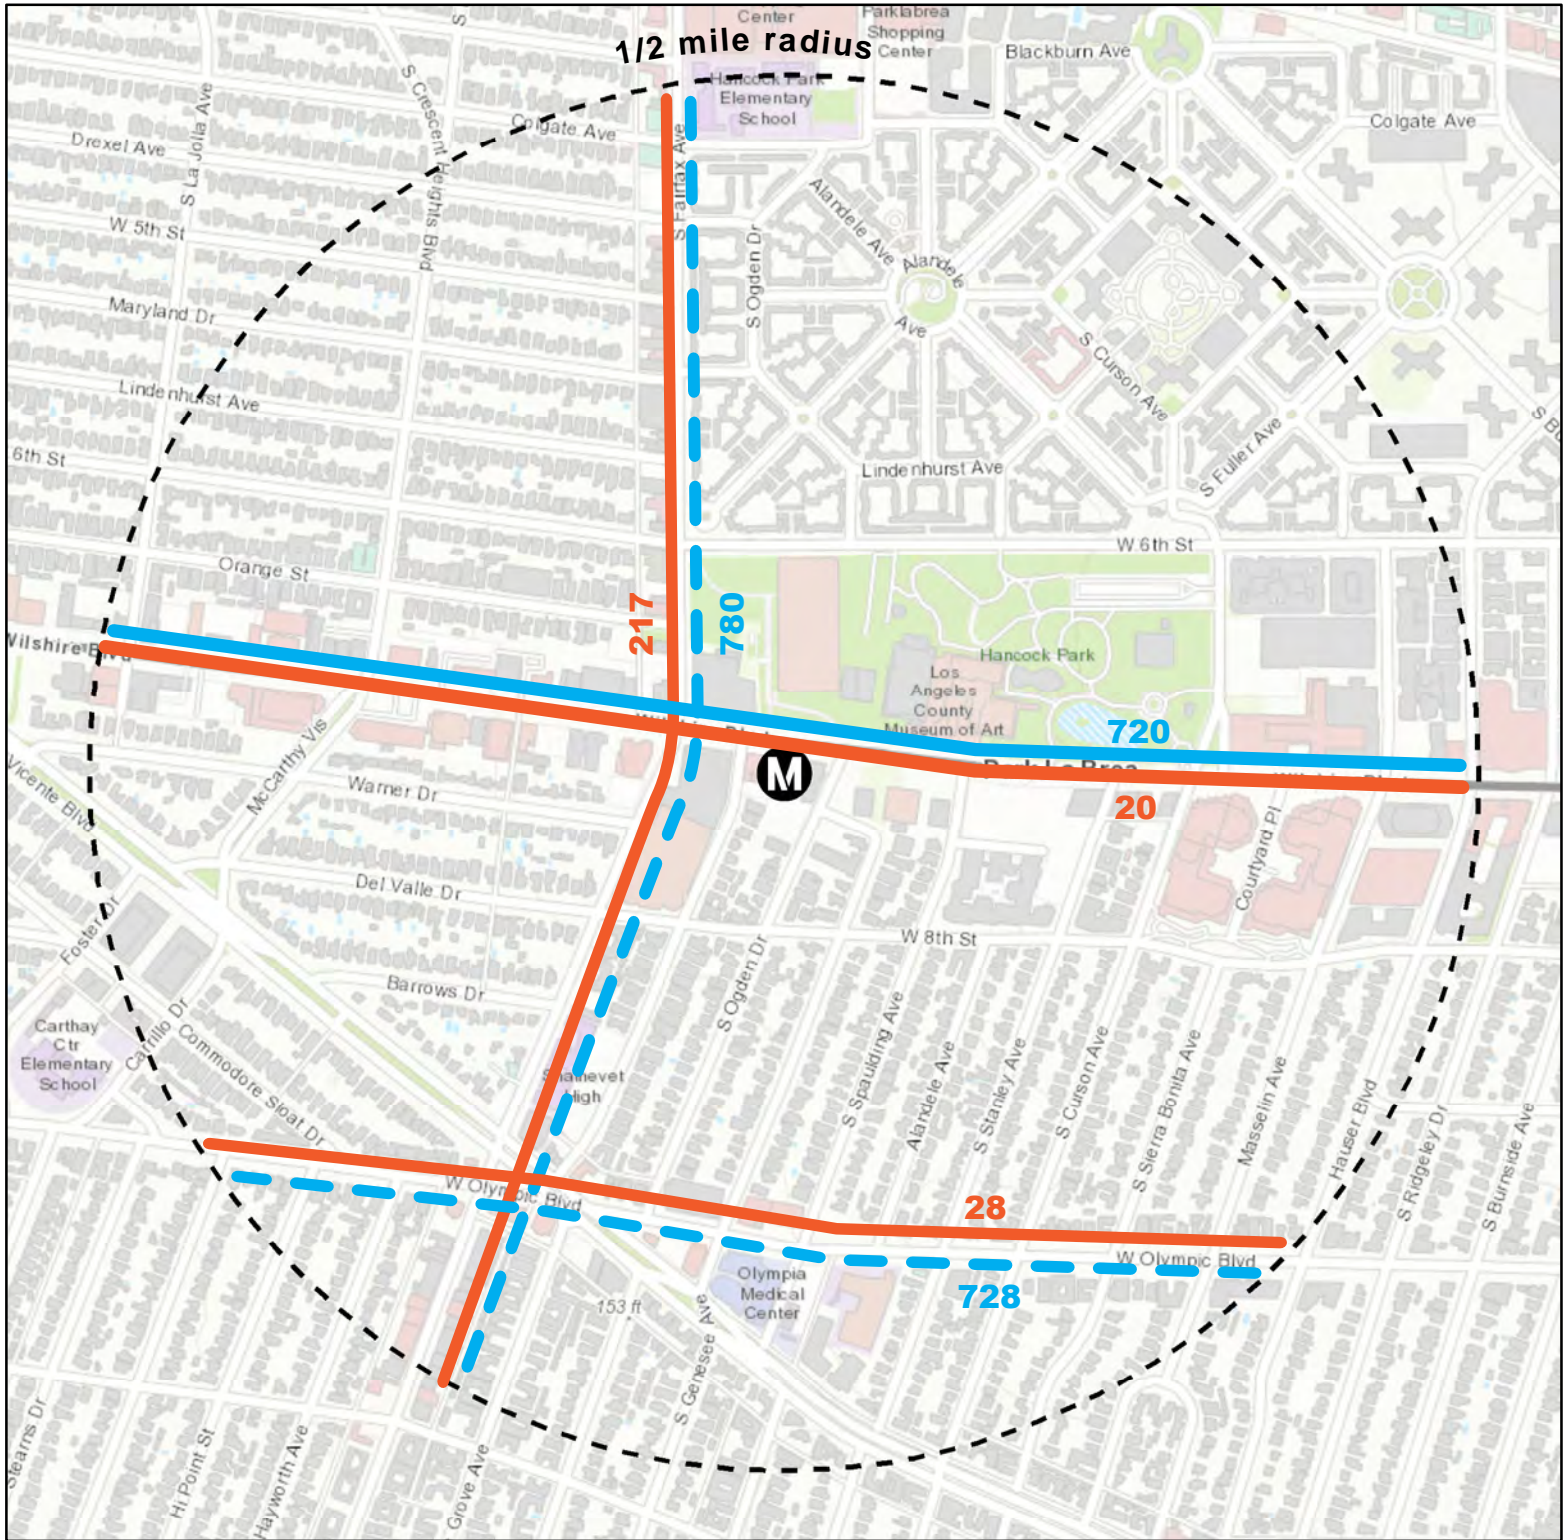 Center
Parklabrea
Shopping
Center
1/2 mile radius
Blackburn Ave
Hancock Park
Elementary
School
S La Jolla Ave
S Crescent Heights Blvd
Colgate Ave
Colgate Ave
Drexel Ave
S Fairfax Ave
W 5th St
S Ogden Dr
Alandele Ave
Alandele
Ave
Maryland Dr
S Curson Ave
Lindenhurst Ave
S Fuller Ave
6th St
Lindenhurst Ave
W 6th St
Orange St
217
780
Wilshire Blvd
Hancock Park
Los
Angeles
County
Museum of Art
720
M
20
McCarthy Vis
Vicente Blvd
Warner Dr
Courtyard Pl
Del Valle Dr
Foster Dr
W 8th St
S Ogden Dr
Barrows Dr
Carthay
Ctr
Elementary
School
Carrillo Dr
Commodore Sloat Dr
Shalhevet
High
S Spaulding Ave
Alandele Ave
S Stanley Ave
S Curson Ave
S Sierra Bonita Ave
Masselin Ave
Hauser Blvd
S Ridgeley Dr
S Burnside Ave
W Olympic Blvd
28
W Olympic Blvd
728
Olympia
Medical
Center
153 ft
S Genesee Ave
Stearns Dr
Hi Point St
Hayworth Ave
Grove Ave